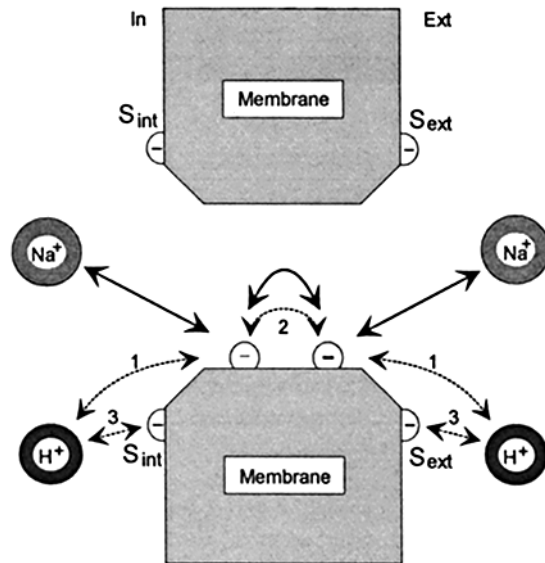 In Ext
Membrane
S int S ext
−
−
Na+ Na+
2
1 − − 1
3 3
H+ − − H+
S int S ext
Membrane